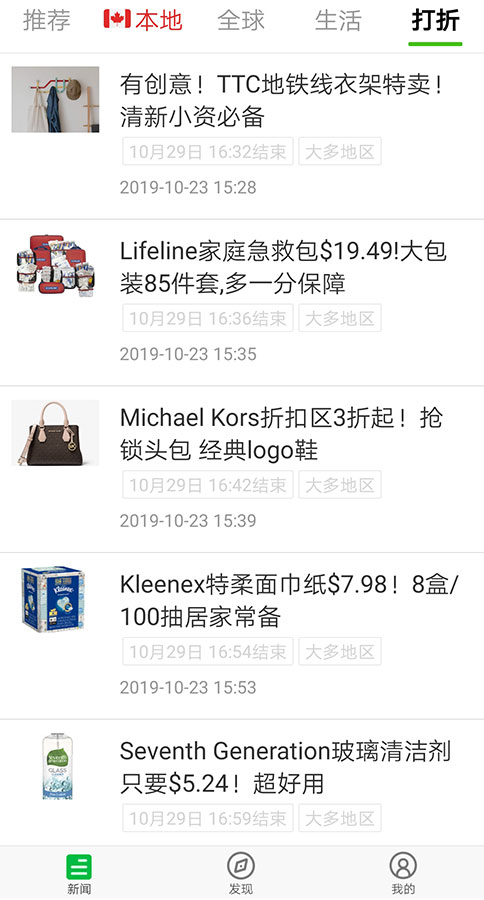 推荐 本地 全球 生活 打折
有创意！TTC地铁线衣架特卖！
清新小资必备
10月29日 16:32结束 大多地区
2019-10-23 15:28
Lifeline家庭急救包$19.49!大包
装85件套,多一分保障
10月29日 16:36结束 大多地区
2019-10-23 15:35
Michael Kors折扣区3折起！抢
锁头包 经典logo鞋
10月29日 16:42结束 大多地区
2019-10-23 15:39
Kleenex
Kleenex特柔面巾纸$7.98！8盒/
100抽居家常备
10月29日 16:54结束 大多地区
2019-10-23 15:53
GLASS
Seventh Generation玻璃清洁剂
只要$5.24！超好用
10月29日 16:59结束 大多地区
新闻 发现 我的